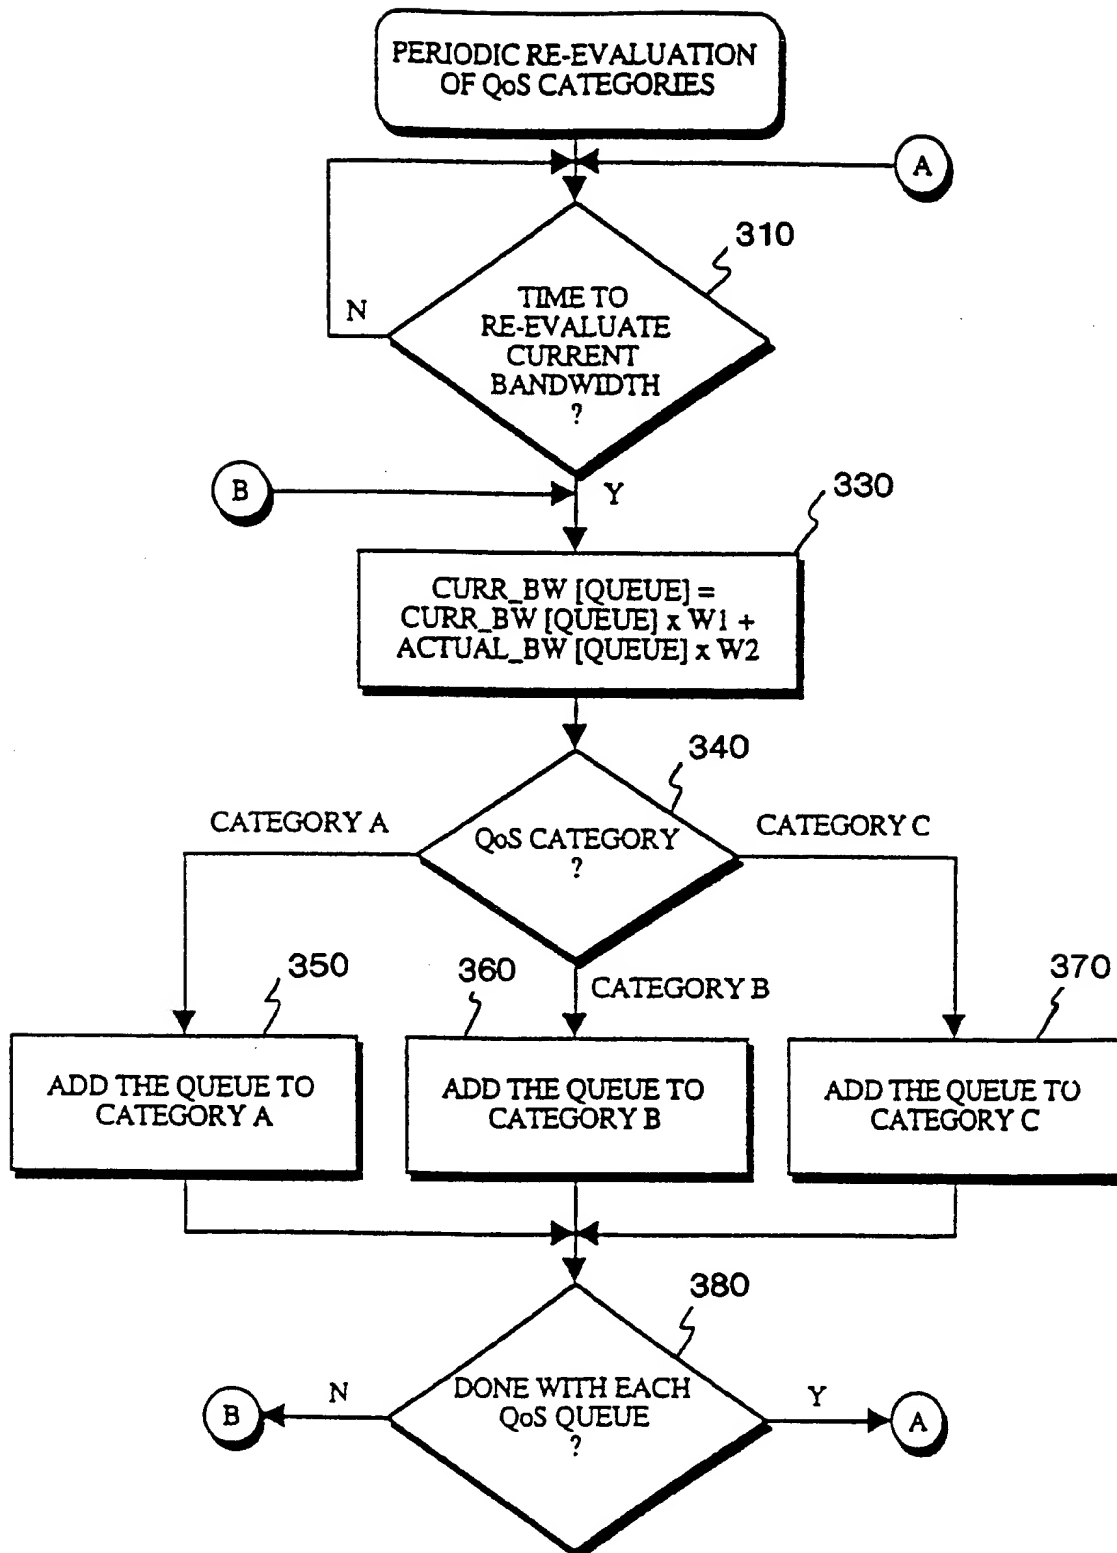 PERIODIC RE-EVALUATION
OF QoS CATEGORIES
A
310
N
TIME TO
RE-EVALUATE
CURRENT
BANDWIDTH
?
B
Y
330
CURR_BW [QUEUE] =
CURR_BW [QUEUE] x W1 +
ACTUAL_BW [QUEUE] x W2
340
CATEGORY A
QoS CATEGORY
?
CATEGORY C
350
360
CATEGORY B
370
ADD THE QUEUE TO
CATEGORY A
ADD THE QUEUE TO
CATEGORY B
ADD THE QUEUE TO
CATEGORY C
380
B
N
DONE WITH EACH
QoS QUEUE
?
Y
A